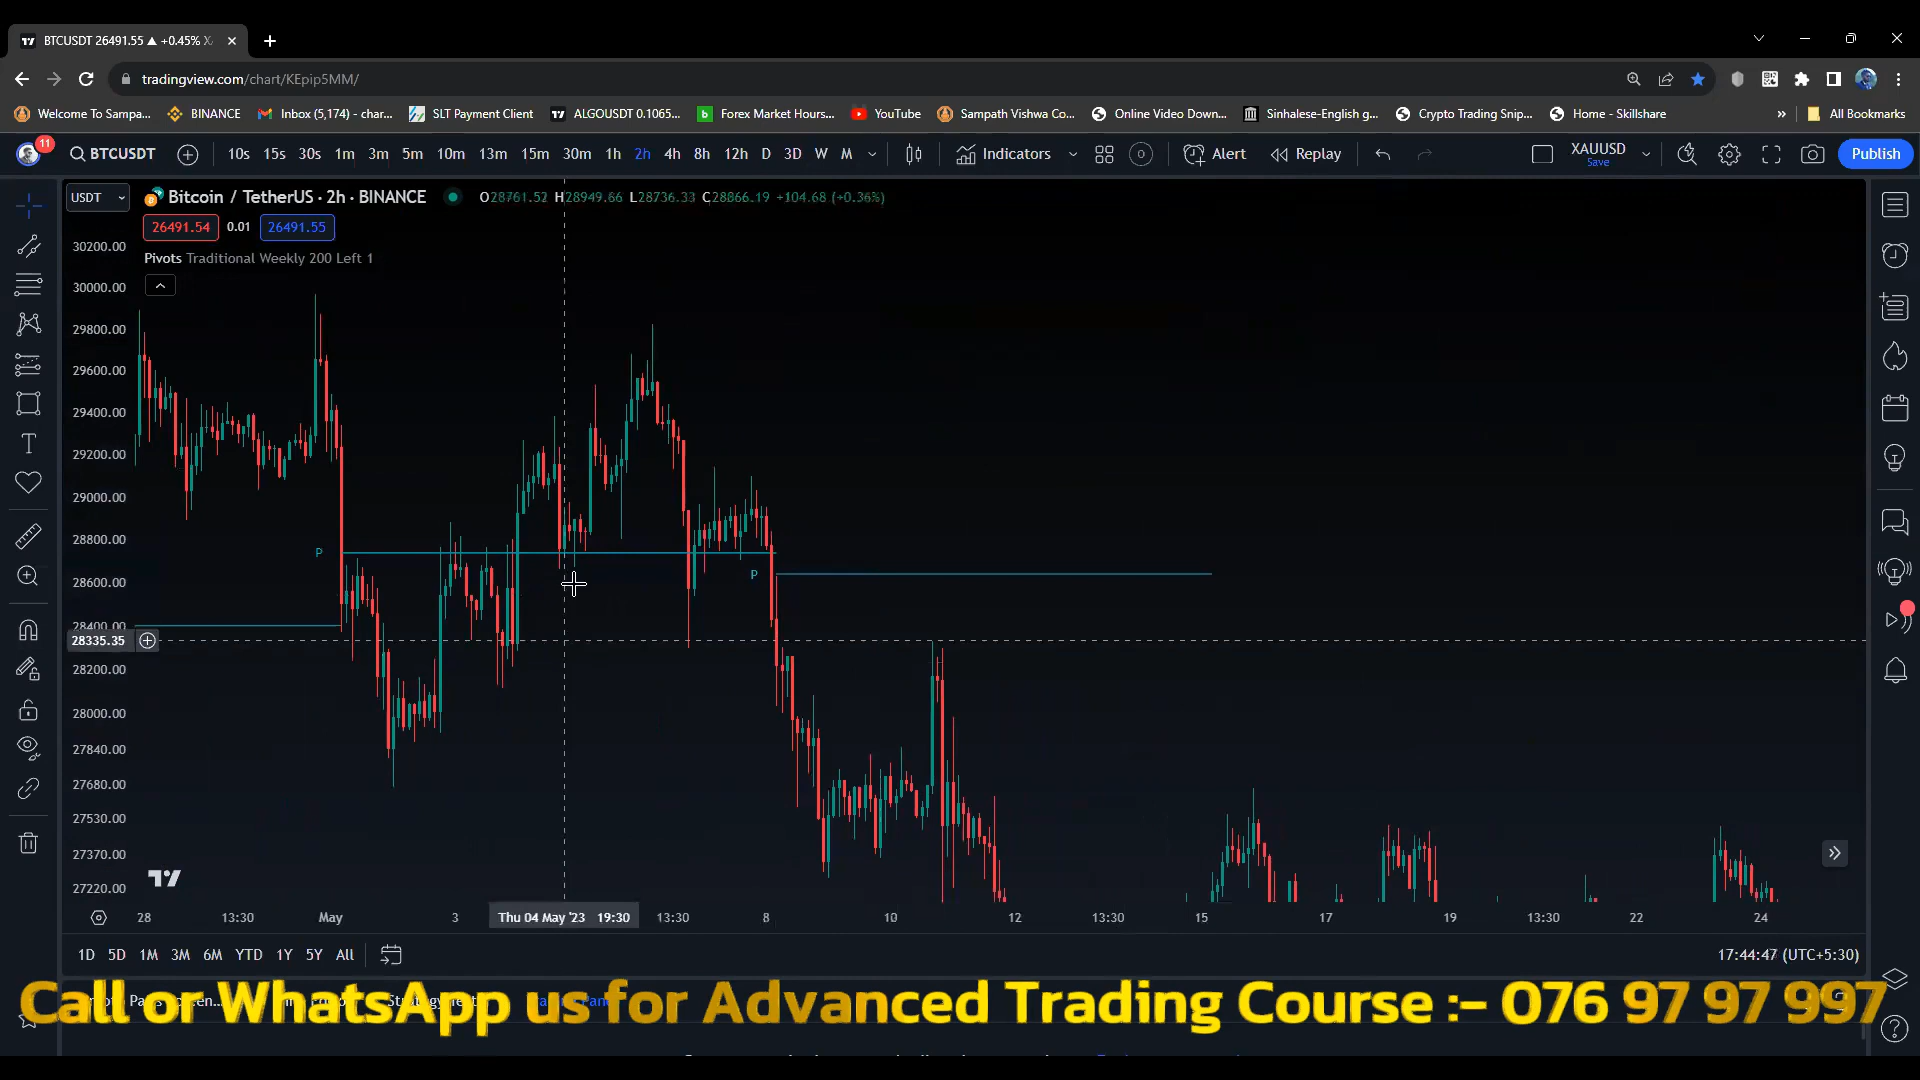 BTCUSDT 26491.55 ▲ +0.45%
tradingview.com/chart/KEpip5MM/
Welcome To Sampa... BINANCE Inbox (5,174) - char... SLT Payment Client ALGOUSDT 0.1065... Forex Market Hours... YouTube Sampath Vishwa Co... Online Video Down... Sinhalese-English g... Crypto Trading Snip... Home - Skillshare » All Bookmarks
11 BTCUSDT 10s 15s 30s 1m 3m 5m 10m 13m 15m 30m 1h 2h 4h 8h 12h D 3D W M Indicators Alert Replay XAUUSD Publish
Save
USDT Bitcoin / TetherUS · 2h · BINANCE O28761.52 H28949.66 L28736.33 C28866.19 +104.68 (+0.36%)
26491.54 0.01 26491.55
30200.00
Pivots Traditional Weekly 200 Left 1
30000.00
29800.00
29600.00
29400.00
29200.00
29000.00
28800.00
P
P
28600.00
28400.00
28335.35
28200.00
28000.00
27840.00
27680.00
27530.00
27370.00
27220.00
28 13:30 May 3 Thu 04 May '23 19:30 13:30 8 10 12 13:30 15 17 19 13:30 22 24
1D 5D 1M 3M 6M YTD 1Y 5Y All 17:44:47 (UTC+5:30)
Call or WhatsApp us for Advanced Trading Course :- 076 97 97 997